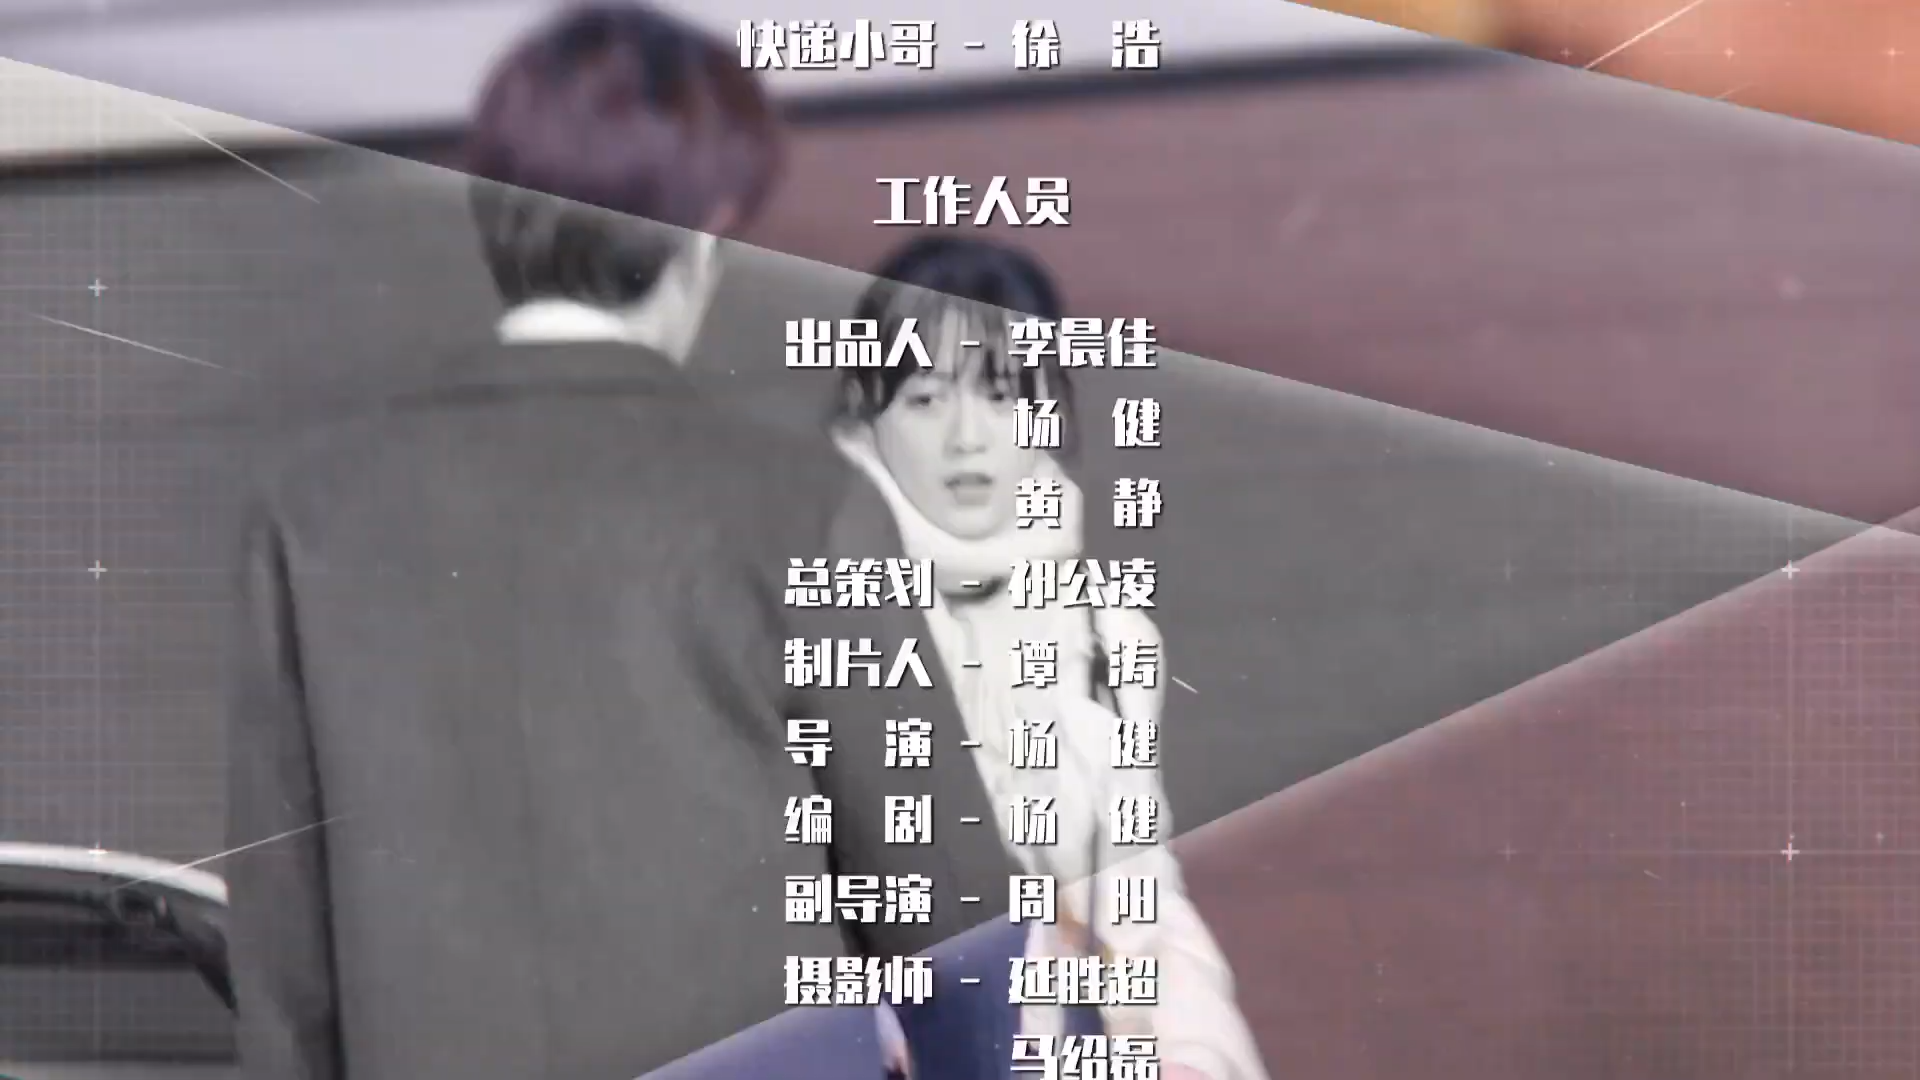 快递小哥 - 徐 浩
工作人员
出品人 - 李晨佳
杨 健
黄 静
总策划 - 祁公凌
制片人 - 谭 涛
导 演 - 杨 健
编 剧 - 杨 健
副导演 - 周 阳
摄影师 - 延胜超
马绍磊